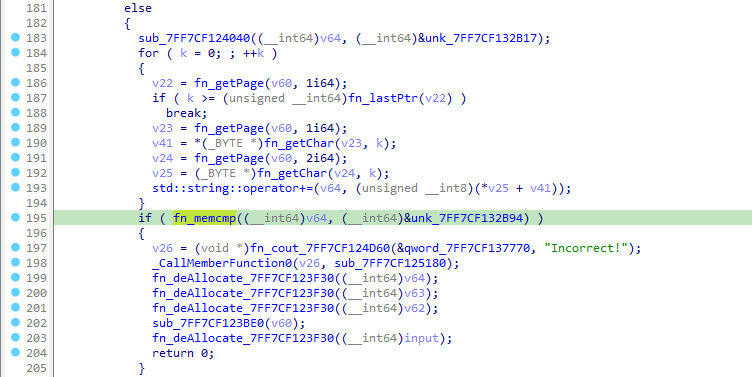 181 else
182 {
183 sub_7FF7CF124040((__int64)v64, (__int64)&unk_7FF7CF132B17);
184 for ( k = 0; ; ++k )
185 {
186 v22 = fn_getPage(v60, 1i64);
187 if ( k >= (unsigned __int64)fn_lastPtr(v22) )
188 break;
189 v23 = fn_getPage(v60, 1i64);
190 v41 = *(_BYTE *)fn_getChar(v23, k);
191 v24 = fn_getPage(v60, 2i64);
192 v25 = (_BYTE *)fn_getChar(v24, k);
193 std::string::operator+=(v64, (unsigned __int8)(*v25 + v41));
194 }
195 if ( fn_memcmp((__int64)v64, (__int64)&unk_7FF7CF132B94) )
196 {
197 v26 = (void *)fn_cout_7FF7CF124D60(&qword_7FF7CF137770, "Incorrect!");
198 _CallMemberFunction0(v26, sub_7FF7CF125180);
199 fn_deAllocate_7FF7CF123F30((__int64)v64);
200 fn_deAllocate_7FF7CF123F30((__int64)v63);
201 fn_deAllocate_7FF7CF123F30((__int64)v62);
202 sub_7FF7CF123BE0(v60);
203 fn_deAllocate_7FF7CF123F30((__int64)input);
204 return 0;
205 }